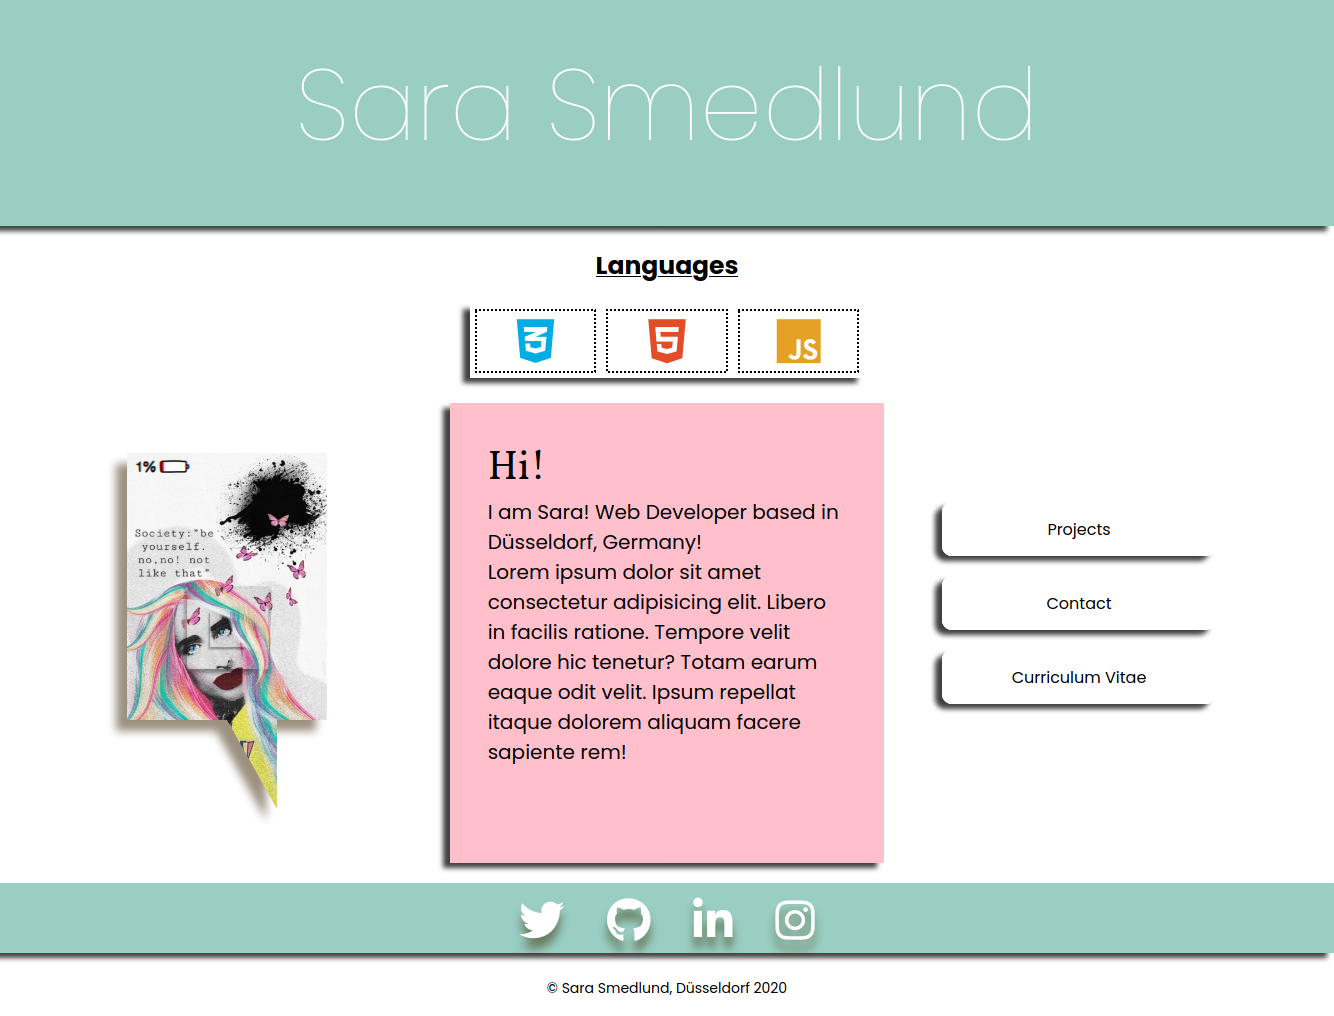 Sara Smedlund
Languages
3
5
JS
1%
Society:"be
yourself.
no,no! not
like that"
Hi!
I am Sara! Web Developer based in
Düsseldorf, Germany!
Lorem ipsum dolor sit amet
consectetur adipisicing elit. Libero
in facilis ratione. Tempore velit
dolore hic tenetur? Totam earum
eaque odit velit. Ipsum repellat
itaque dolorem aliquam facere
sapiente rem!
Projects
Contact
Curriculum Vitae
in
© Sara Smedlund, Düsseldorf 2020